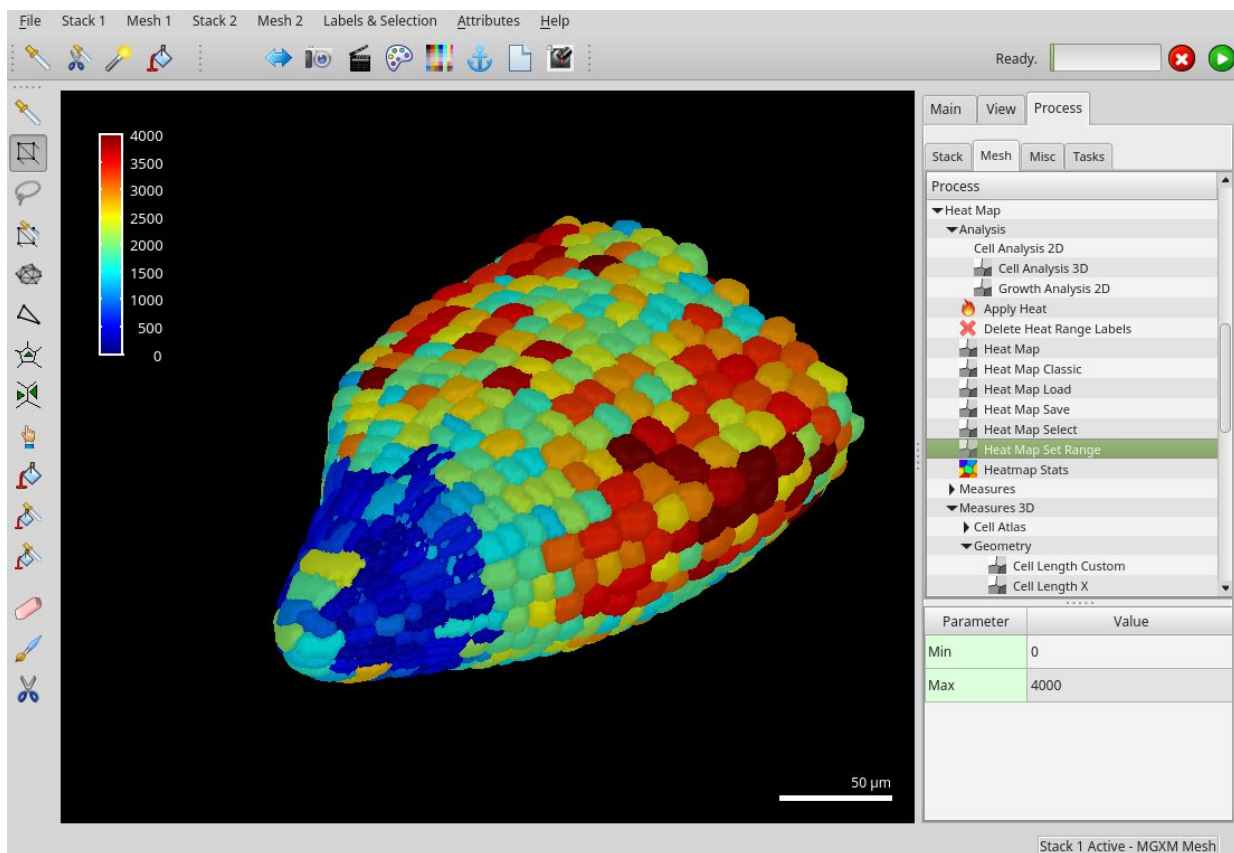 File Stack 1 Mesh 1 Stack 2 Mesh 2 Labels & Selection Attributes Help
Ready.
Main View Process
Stack Mesh Misc Tasks
Process
Heat Map
Analysis
Cell Analysis 2D
Cell Analysis 3D
Growth Analysis 2D
Apply Heat
Delete Heat Range Labels
Heat Map
Heat Map Classic
Heat Map Load
Heat Map Save
Heat Map Select
Heat Map Set Range
Heatmap Stats
Measures
Measures 3D
Cell Atlas
Geometry
Cell Length Custom
Cell Length X
Parameter Value
Min 0
Max 4000
4000
3500
3000
2500
2000
1500
1000
500
0
50 µm
Stack 1 Active - MGXM Mesh